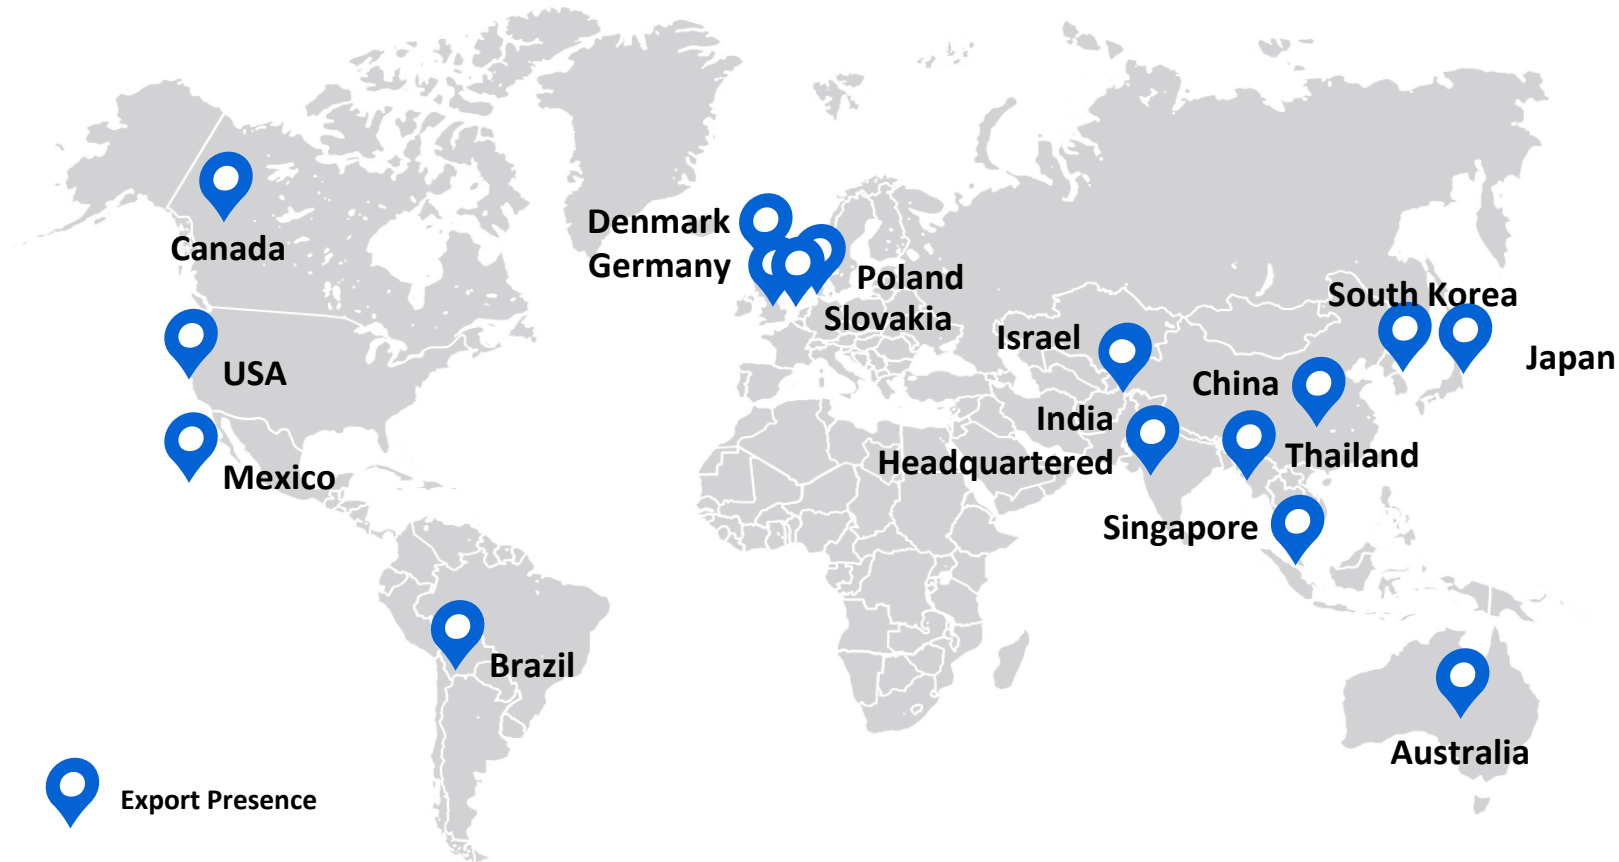 Denmark
Canada
Germany
Poland
South Korea
Slovakia
Israel
Japan
USA
China
India
Headquartered
Thailand
Mexico
Singapore
Brazil
Australia
Export Presence